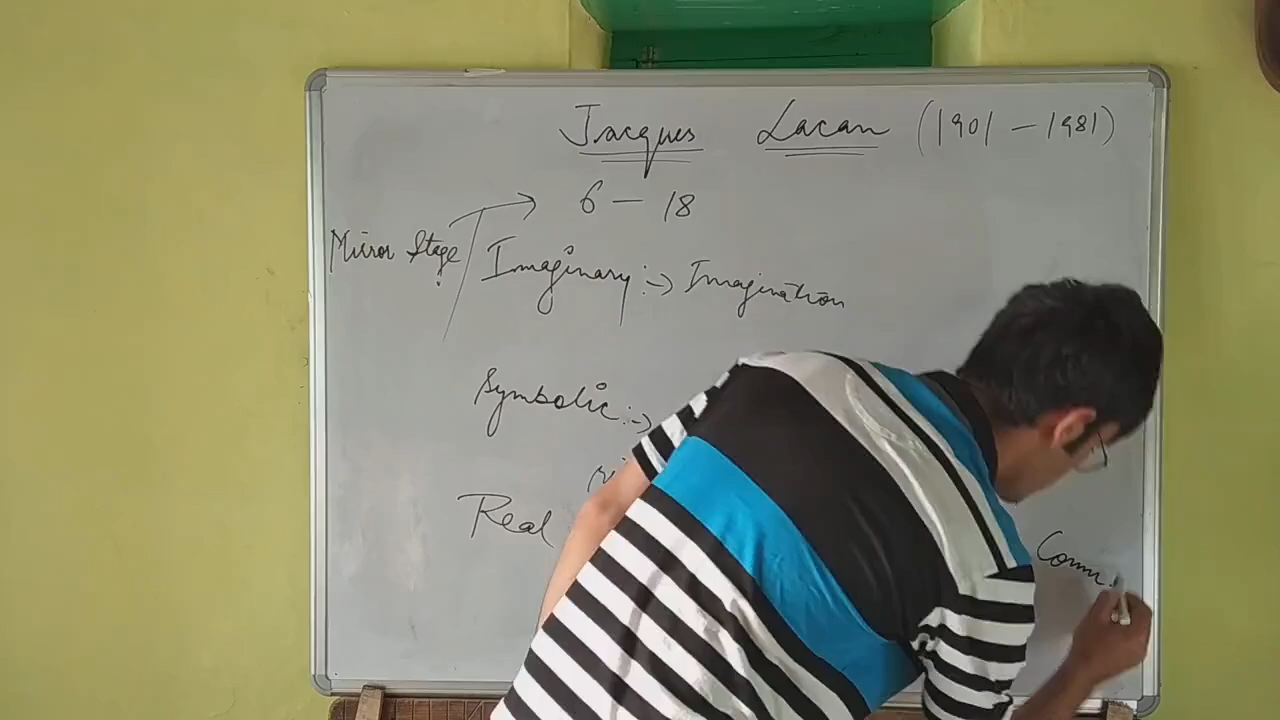 Jacques Lacan (1901 - 1981)
6 - 18
Mirror Stage
Imaginary :-> Imagination
Symbolic :->
Real
Comm